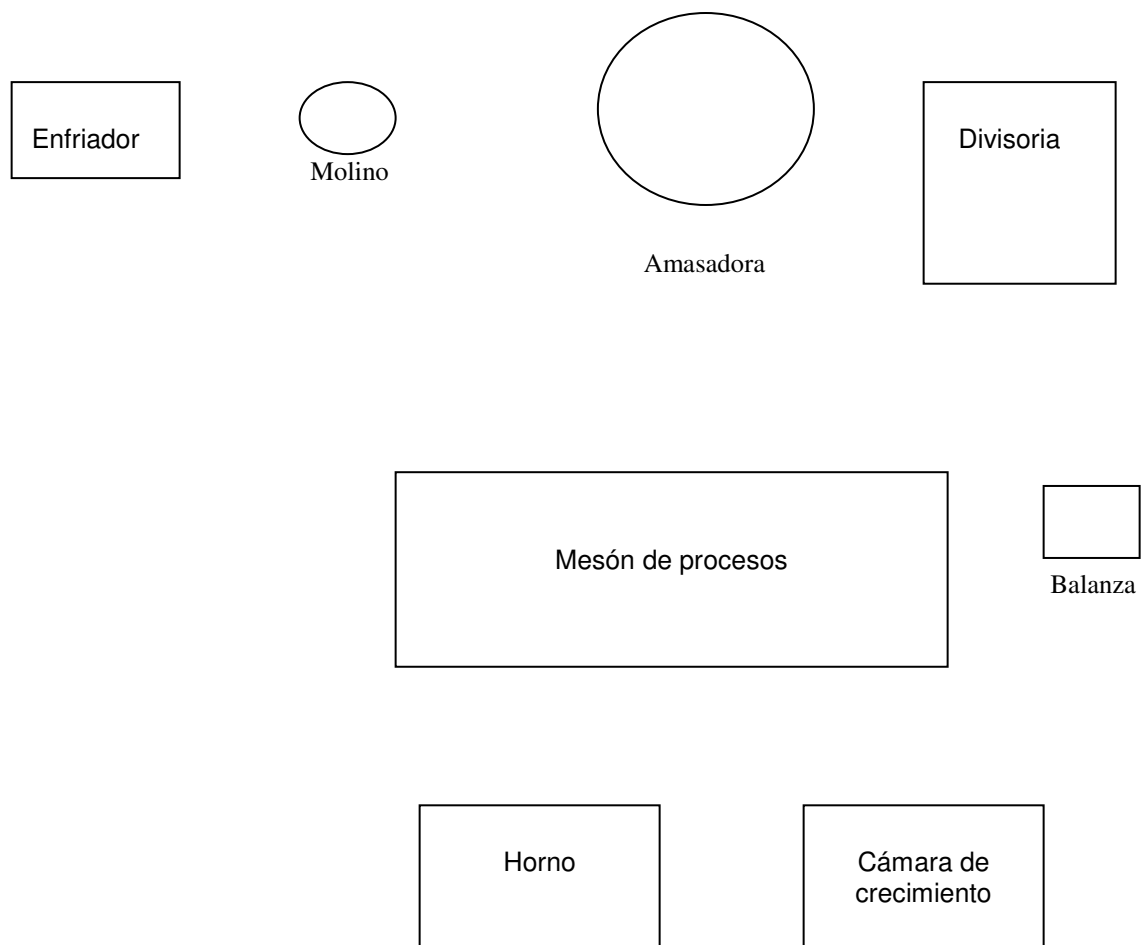 Enfriador
Molino
Amasadora
Divisoria
Mesón de procesos
Balanza
Horno
Cámara de
crecimiento